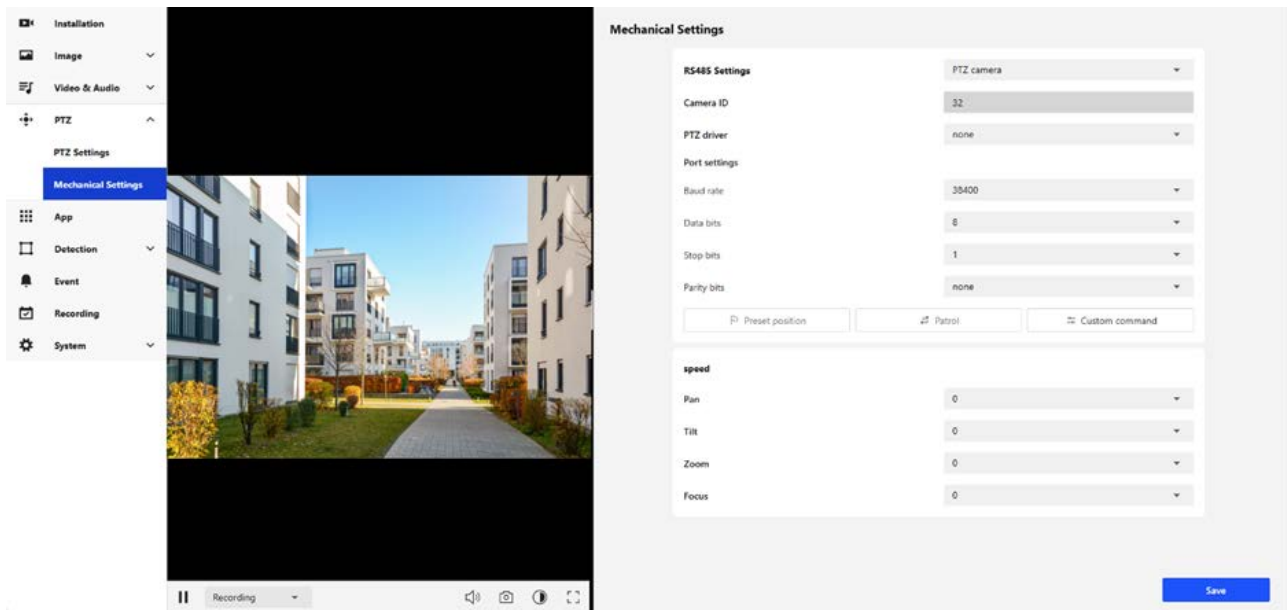 Installation
Image
Video & Audio
PTZ
PTZ Settings
Mechanical Settings
App
Detection
Event
Recording
System
Recording
Mechanical Settings
RS485 Settings PTZ camera
Camera ID 32
PTZ driver none
Port settings
Baud rate 38400
Data bits 8
Stop bits 1
Parity bits none
Preset position Patrol Custom command
speed
Pan 0
Tilt 0
Zoom 0
Focus 0
Save